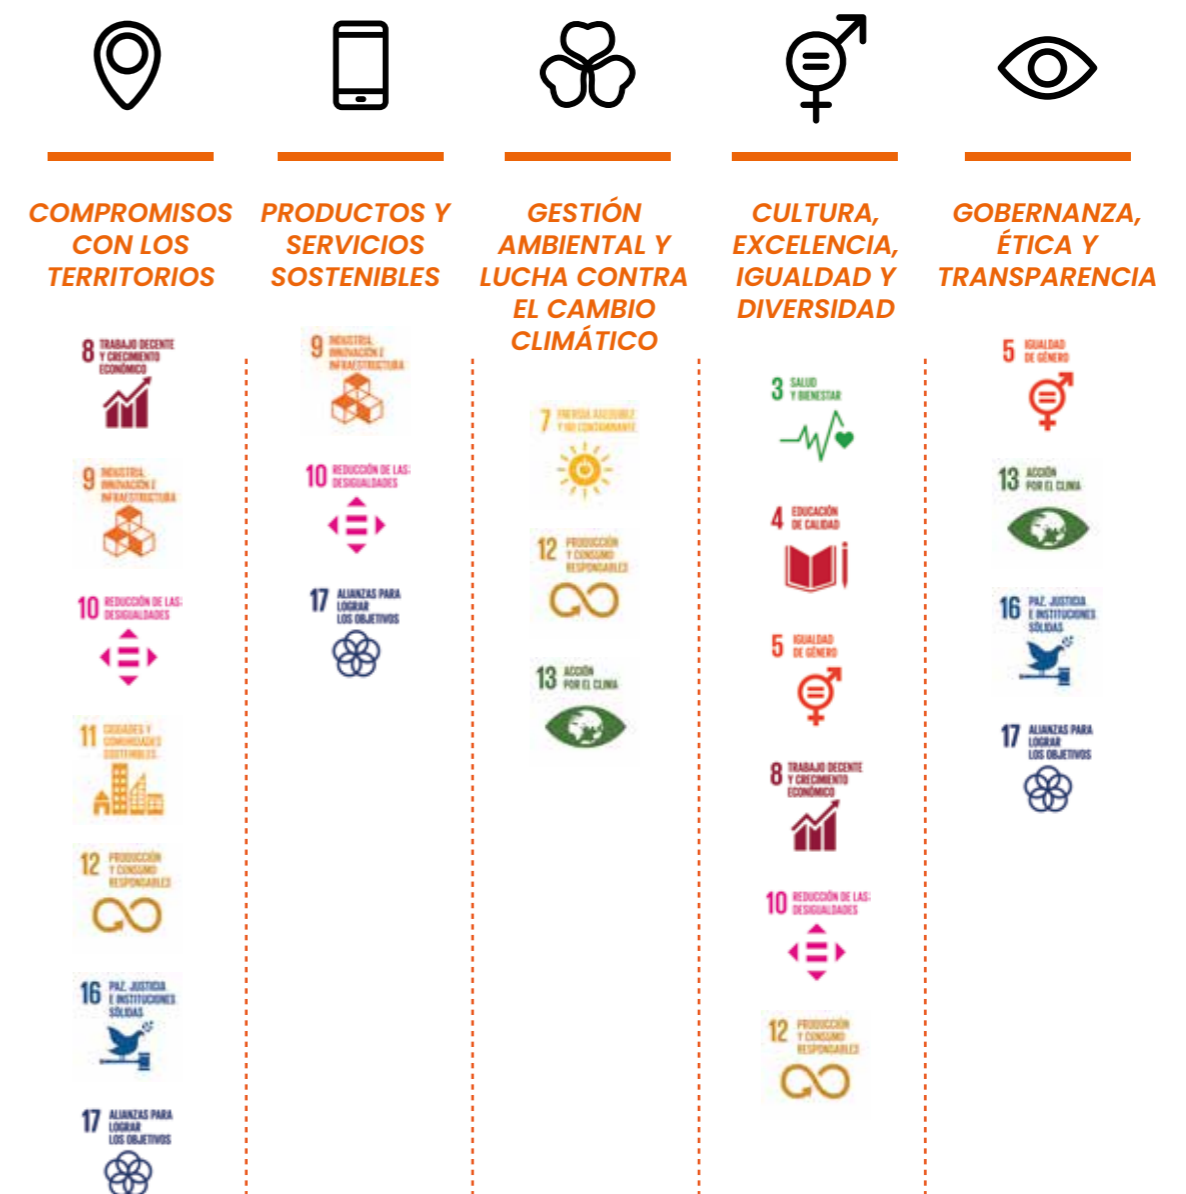 COMPROMISOS
CON LOS
TERRITORIOS
8 TRABAJO DECENTE
Y CRECIMIENTO
ECONÓMICO
9 INDUSTRIA,
INNOVACIÓN E
INFRAESTRUCTURA
10 REDUCCIÓN DE LAS
DESIGUALDADES
11 CIUDADES Y
COMUNIDADES
SOSTENIBLES
12 PRODUCCIÓN
Y CONSUMO
RESPONSABLES
16 PAZ, JUSTICIA
E INSTITUCIONES
SÓLIDAS
17 ALIANZAS PARA
LOGRAR
LOS OBJETIVOS
PRODUCTOS Y
SERVICIOS
SOSTENIBLES
9 INDUSTRIA,
INNOVACIÓN E
INFRAESTRUCTURA
10 REDUCCIÓN DE LAS
DESIGUALDADES
17 ALIANZAS PARA
LOGRAR
LOS OBJETIVOS
GESTIÓN
AMBIENTAL Y
LUCHA CONTRA
EL CAMBIO
CLIMÁTICO
7 ENERGÍA ASEQUIBLE
Y NO CONTAMINANTE
12 PRODUCCIÓN
Y CONSUMO
RESPONSABLES
13 ACCIÓN
POR EL CLIMA
CULTURA,
EXCELENCIA,
IGUALDAD Y
DIVERSIDAD
3 SALUD
Y BIENESTAR
4 EDUCACIÓN
DE CALIDAD
5 IGUALDAD
DE GÉNERO
8 TRABAJO DECENTE
Y CRECIMIENTO
ECONÓMICO
10 REDUCCIÓN DE LAS
DESIGUALDADES
12 PRODUCCIÓN
Y CONSUMO
RESPONSABLES
GOBERNANZA,
ÉTICA Y
TRANSPARENCIA
5 IGUALDAD
DE GÉNERO
13 ACCIÓN
POR EL CLIMA
16 PAZ, JUSTICIA
E INSTITUCIONES
SÓLIDAS
17 ALIANZAS PARA
LOGRAR
LOS OBJETIVOS